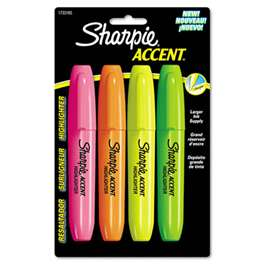 Sharpie
ACCENT
NEW!
NOUVEAU!
¡NUEVO!
HIGHLIGHTER
SURLIGNEUR
RESALTADOR
Larger
Ink
Supply
Grand
réservoir
d'encre
Depósito
grande
de tinta
Sharpie
ACCENT
HIGHLIGHTER
Sharpie
ACCENT
HIGHLIGHTER
Sharpie
ACCENT
HIGHLIGHTER
Sharpie
ACCENT
HIGHLIGHTER